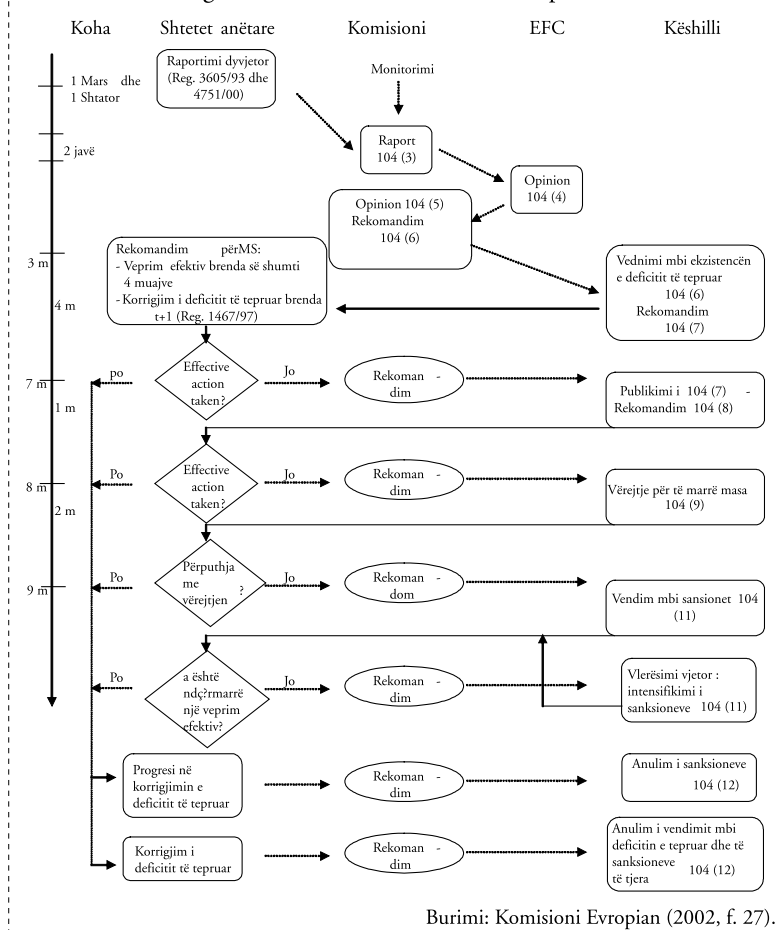 Koha Shtetet anëtare Komisioni EFC Këshilli
Raportimi dyvjetor
(Reg. 3605/93 dhe
4751/00)
Monitorimi
1 Mars dhe
1 Shtator
Raport
104 (3)
2 javë
Opinion
104 (4)
Opinion 104 (5)
Rekomandim
104 (6)
3 m
Rekomandim përMS:
- Veprim efektiv brenda së shumti
4 muajve
- Korrigjim i deficitit të tepruar brenda
t+1 (Reg. 1467/97)
Vednimi mbi ekzistencën
e deficitit të tepruar
104 (6)
Rekomandim
104 (7)
4 m
7 m
po
Effective
action
taken?
Jo
Rekoman -
dim
Publikimi i 104 (7) -
Rekomandim 104 (8)
1 m
8 m
Po
Effective
action
taken?
Jo
Rekoman -
dim
Vërejtje për të marrë masa
104 (9)
2 m
9 m
Po
Përputhja
me
vërejtjen ?
Jo
Rekoman -
dom
Vendim mbi sansionet 104
(11)
Po
a është
ndç?rmarrë
një veprim
efektiv?
Jo
Rekoman -
dim
Vlerësimi vjetor :
intensifikimi i
sanksioneve 104 (11)
Progresi në
korrigjimin e
deficitit të tepruar
Rekoman -
dim
Anulim i sanksioneve
104 (12)
Korrigjim i
deficitit të tepruar
Rekoman -
dim
Anulim i vendimit mbi
deficitin e tepruar dhe të
sanksioneve 104 (12)
të tjera
Burimi: Komisioni Evropian (2002, f. 27).